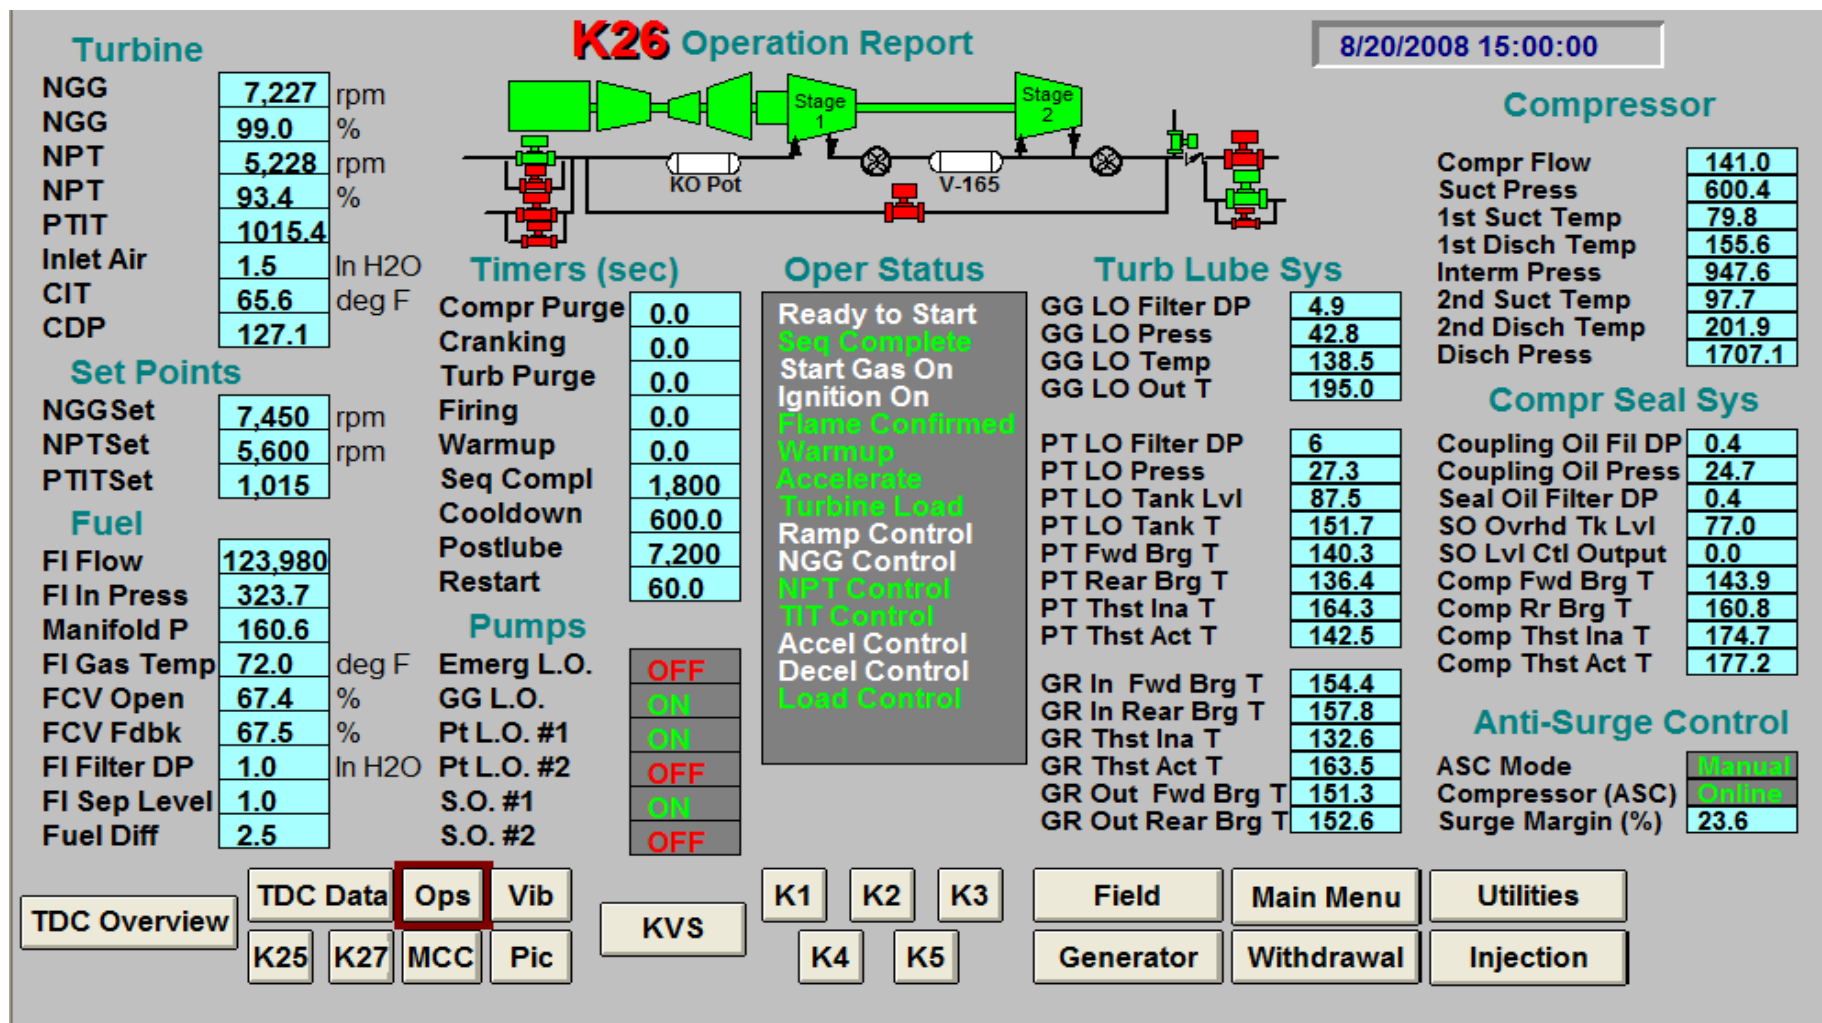 K26 Operation Report
8/20/2008 15:00:00
Turbine
NGG 7,227 rpm
NGG 99.0 %
NPT 5,228 rpm
NPT 93.4 %
PTIT 1015.4
Inlet Air 1.5 In H2O
CIT 65.6 deg F
CDP 127.1
Set Points
NGGSet 7,450 rpm
NPTSet 5,600 rpm
PTITSet 1,015
Fuel
Fl Flow 123,980
Fl In Press 323.7
Manifold P 160.6
Fl Gas Temp 72.0 deg F
FCV Open 67.4 %
FCV Fdbk 67.5 %
Fl Filter DP 1.0 In H2O
Fl Sep Level 1.0
Fuel Diff 2.5
Stage 1
Stage 2
KO Pot
V-165
Timers (sec)
Compr Purge 0.0
Cranking 0.0
Turb Purge 0.0
Firing 0.0
Warmup 0.0
Seq Compl 1,800
Cooldown 600.0
Postlube 7,200
Restart 60.0
Pumps
Emerg L.O. OFF
GG L.O. ON
Pt L.O. #1 ON
Pt L.O. #2 OFF
S.O. #1 ON
S.O. #2 OFF
Oper Status
Ready to Start
Seq Complete
Start Gas On
Ignition On
Flame Confirmed
Warmup
Accelerate
Turbine Load
Ramp Control
NGG Control
NPT Control
TIT Control
Accel Control
Decel Control
Load Control
Turb Lube Sys
GG LO Filter DP 4.9
GG LO Press 42.8
GG LO Temp 138.5
GG LO Out T 195.0
PT LO Filter DP 6
PT LO Press 27.3
PT LO Tank Lvl 87.5
PT LO Tank T 151.7
PT Fwd Brg T 140.3
PT Rear Brg T 136.4
PT Thst Ina T 164.3
PT Thst Act T 142.5
GR In Fwd Brg T 154.4
GR In Rear Brg T 157.8
GR Thst Ina T 132.6
GR Thst Act T 163.5
GR Out Fwd Brg T 151.3
GR Out Rear Brg T 152.6
Compressor
Compr Flow 141.0
Suct Press 600.4
1st Suct Temp 79.8
1st Disch Temp 155.6
Interm Press 947.6
2nd Suct Temp 97.7
2nd Disch Temp 201.9
Disch Press 1707.1
Compr Seal Sys
Coupling Oil Fil DP 0.4
Coupling Oil Press 24.7
Seal Oil Filter DP 0.4
SO Ovrhd Tk Lvl 77.0
SO Lvl Ctl Output 0.0
Comp Fwd Brg T 143.9
Comp Rr Brg T 160.8
Comp Thst Ina T 174.7
Comp Thst Act T 177.2
Anti-Surge Control
ASC Mode Manual
Compressor (ASC) Online
Surge Margin (%) 23.6
TDC Overview
TDC Data Ops Vib
K25 K27 MCC Pic
KVS
K1 K2 K3
K4 K5
Field Main Menu Utilities
Generator Withdrawal Injection